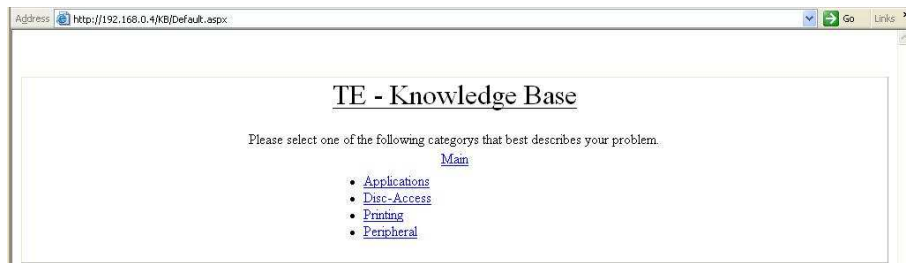 Address http://192.168.0.4/KB/Default.aspx Go Links
TE - Knowledge Base
Please select one of the following categorys that best describes your problem.
Main
• Applications
• Disc-Access
• Printing
• Peripheral